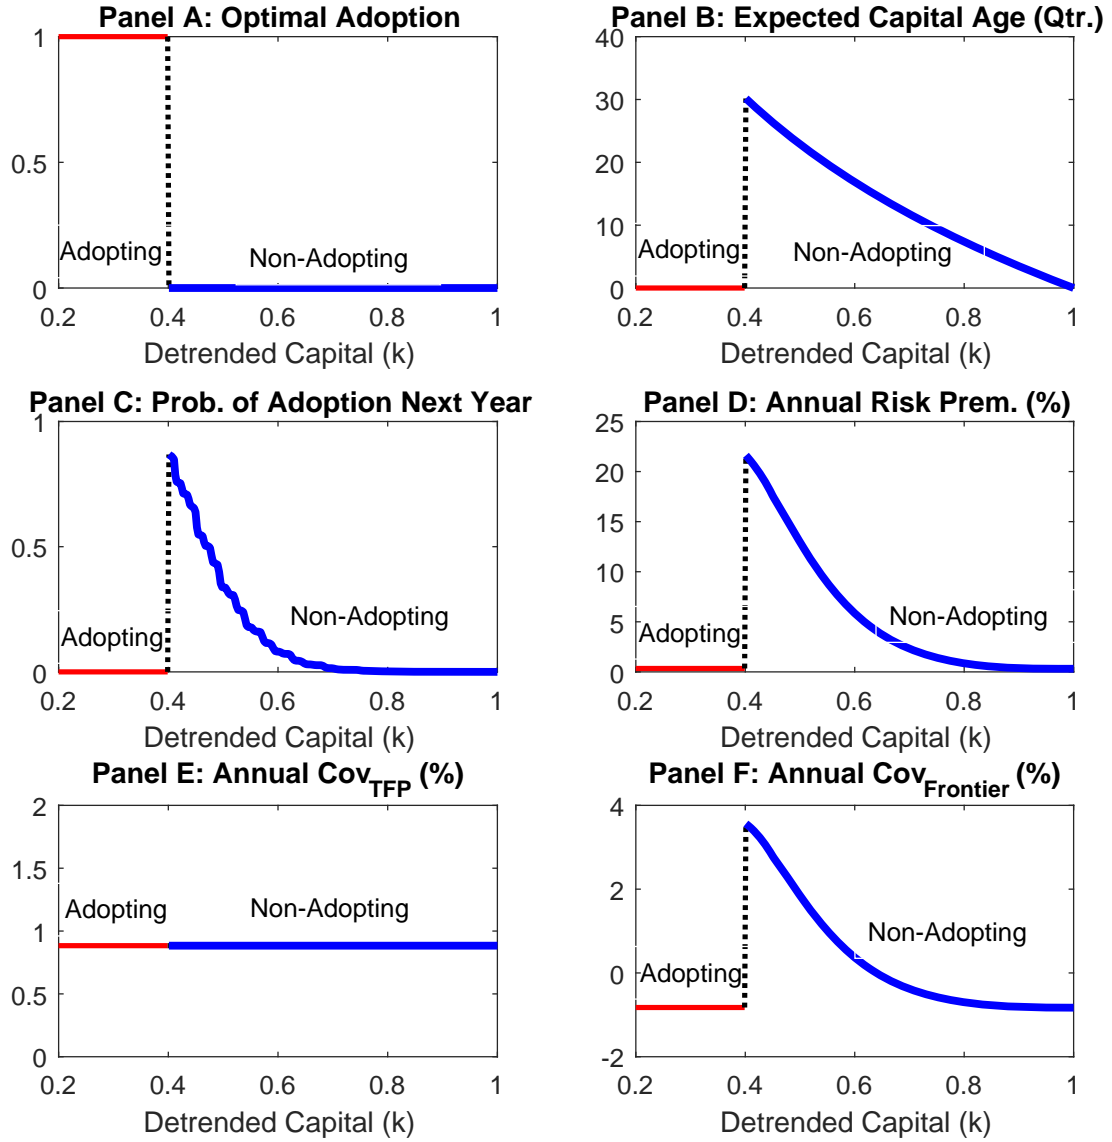 Panel A: Optimal Adoption
1
0.5
0
Adopting
Non-Adopting
0.2 0.4 0.6 0.8 1
Detrended Capital (k)
Panel B: Expected Capital Age (Qtr.)
40
30
20
10
0
Adopting
Non-Adopting
0.2 0.4 0.6 0.8 1
Detrended Capital (k)
Panel C: Prob. of Adoption Next Year
1
0.5
0
Non-Adopting
Adopting
0.2 0.4 0.6 0.8 1
Detrended Capital (k)
Panel D: Annual Risk Prem. (%)
25
20
15
10
5
0
Non-Adopting
Adopting
0.2 0.4 0.6 0.8 1
Detrended Capital (k)
Panel E: Annual Cov_TFP (%)
2
1.5
1
0.5
0
Adopting
Non-Adopting
0.2 0.4 0.6 0.8 1
Detrended Capital (k)
Panel F: Annual Cov_Frontier (%)
4
2
0
-2
Non-Adopting
Adopting
0.2 0.4 0.6 0.8 1
Detrended Capital (k)